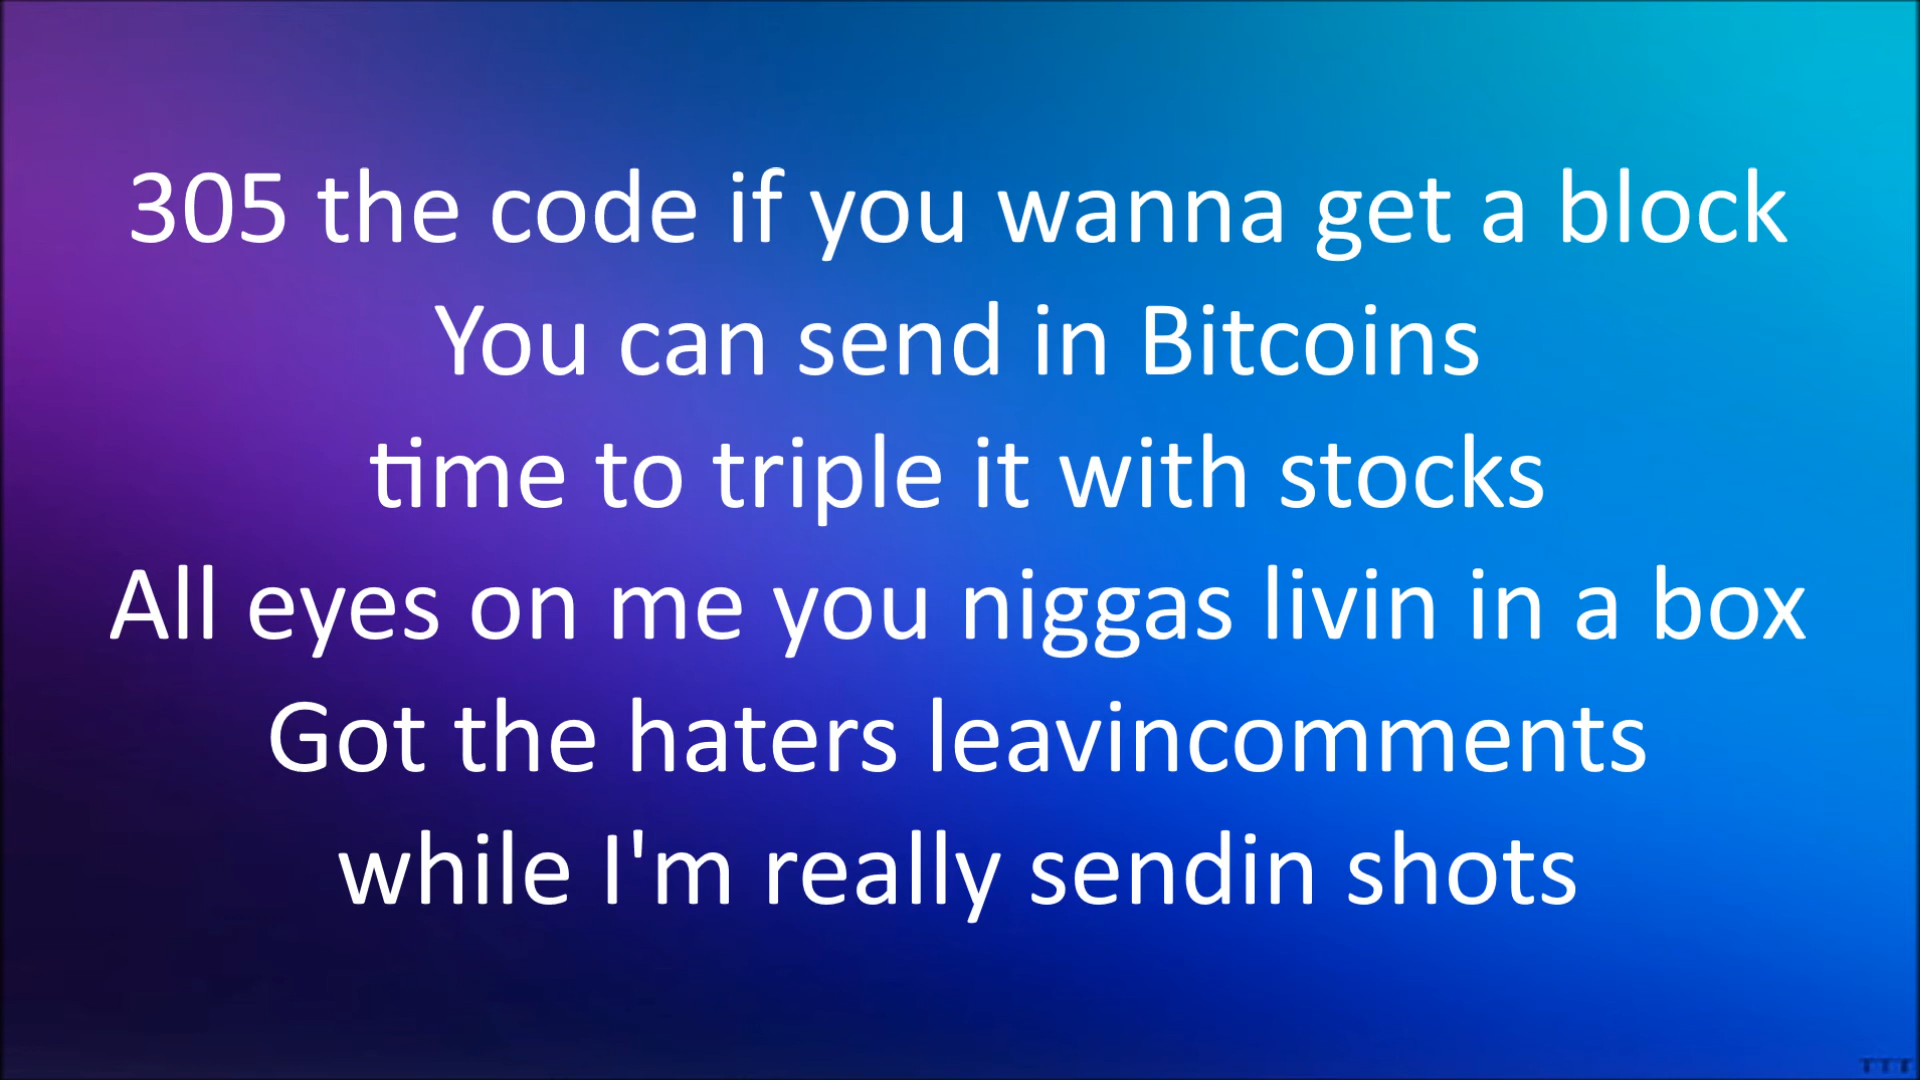 305 the code if you wanna get a block
You can send in Bitcoins
time to triple it with stocks
All eyes on me you niggas livin in a box
Got the haters leavincomments
while I'm really sendin shots
TTT